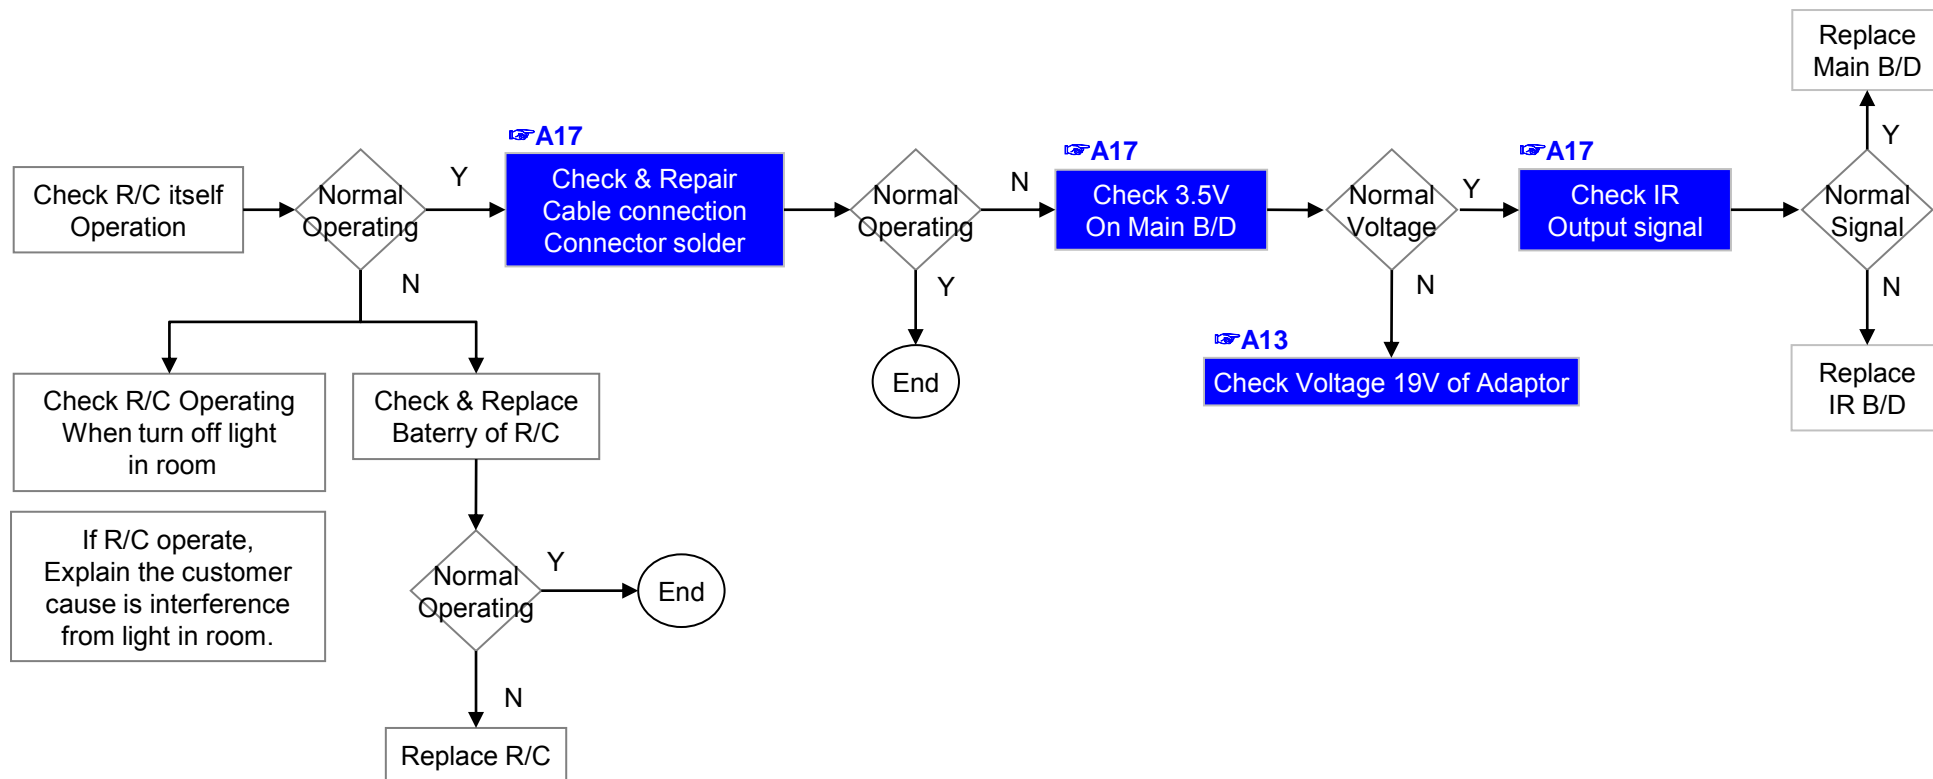 Replace
Main B/D
Y
☞A17
☞A17
☞A17
Check R/C itself
Operation
Normal
Operating
Y
Check & Repair
Cable connection
Connector solder
Normal
Operating
N
Check 3.5V
On Main B/D
Normal
Voltage
Y
Check IR
Output signal
Normal
Signal
N
Y
N
N
End
☞A13
Check Voltage 19V of Adaptor
Replace
IR B/D
Check R/C Operating
When turn off light
in room
Check & Replace
Baterry of R/C
If R/C operate,
Explain the customer
cause is interference
from light in room.
Normal
Operating
Y
End
N
Replace R/C